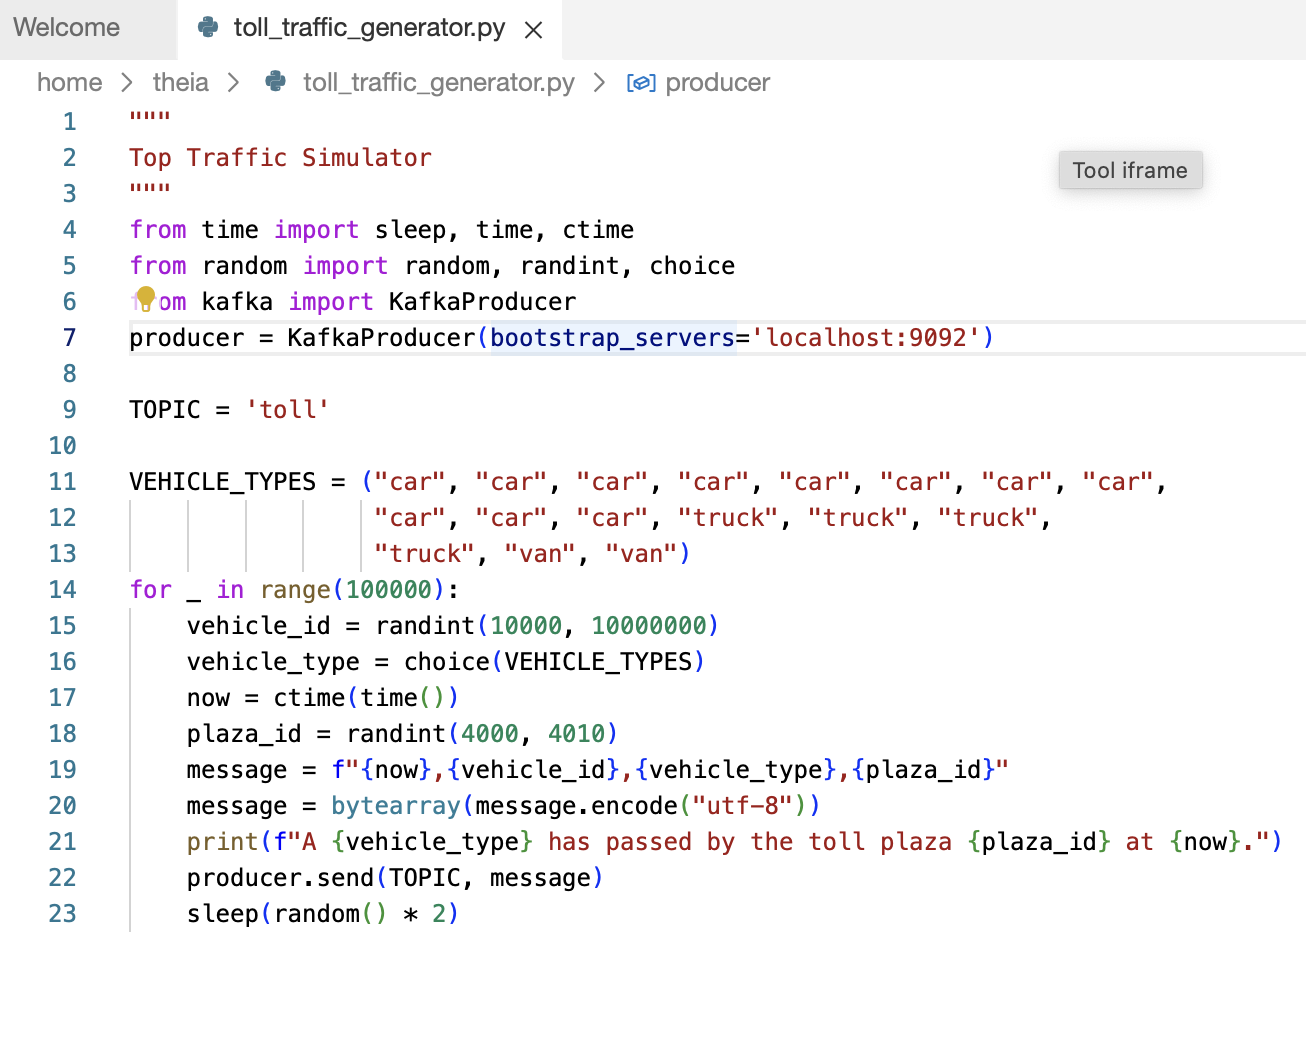 Welcome toll_traffic_generator.py
home > theia > toll_traffic_generator.py > producer
Tool iframe
1 """
2 Top Traffic Simulator
3 """
4 from time import sleep, time, ctime
5 from random import random, randint, choice
6 from kafka import KafkaProducer
7 producer = KafkaProducer(bootstrap_servers='localhost:9092')
8
9 TOPIC = 'toll'
10
11 VEHICLE_TYPES = ("car", "car", "car", "car", "car", "car", "car", "car",
12                  "car", "car", "car", "truck", "truck", "truck",
13                  "truck", "van", "van")
14 for _ in range(100000):
15     vehicle_id = randint(10000, 10000000)
16     vehicle_type = choice(VEHICLE_TYPES)
17     now = ctime(time())
18     plaza_id = randint(4000, 4010)
19     message = f"{now},{vehicle_id},{vehicle_type},{plaza_id}"
20     message = bytearray(message.encode("utf-8"))
21     print(f"A {vehicle_type} has passed by the toll plaza {plaza_id} at {now}.")
22     producer.send(TOPIC, message)
23     sleep(random() * 2)